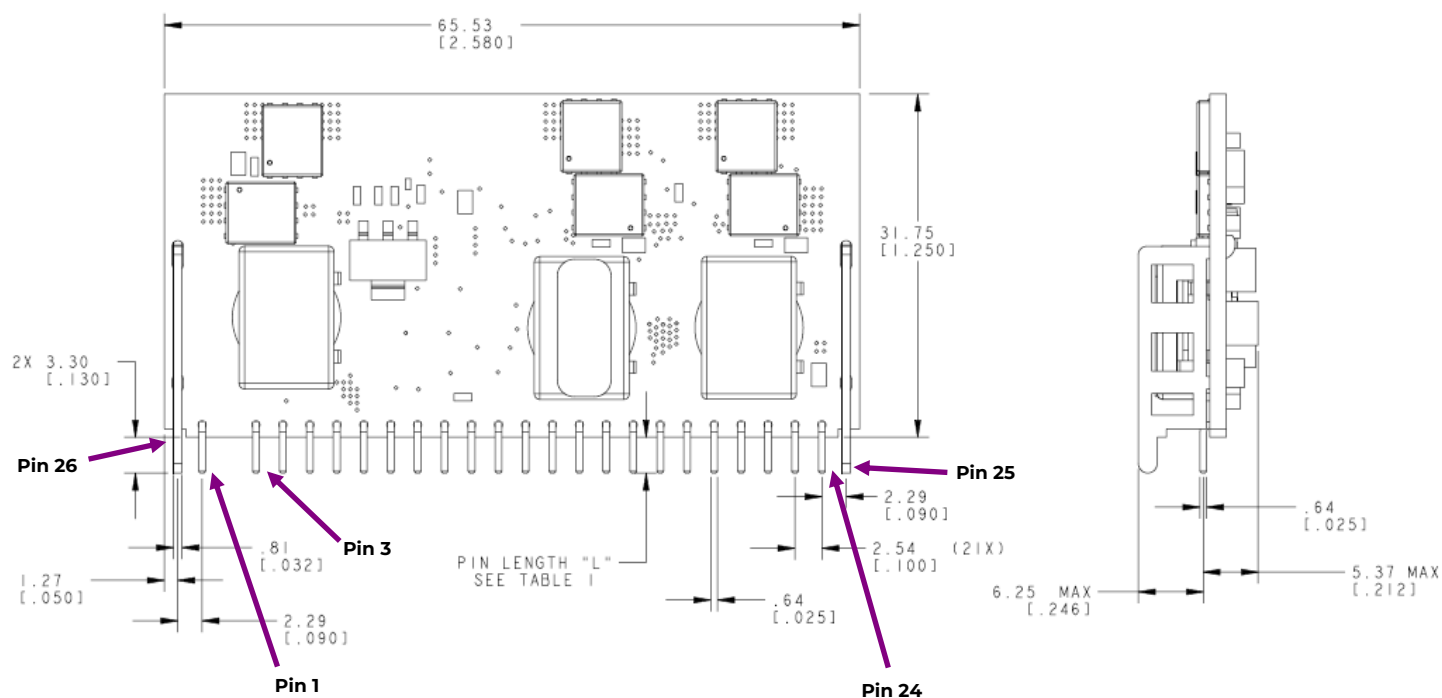 65.53
[2.580]
31.75
[1.250]
2X 3.30
[.130]
Pin 26
Pin 25
2.29
[.090]
.64
[.025]
.81
[.032]
Pin 3
PIN LENGTH "L"
SEE TABLE 1
2.54 (21X)
[.100]
1.27
[.050]
5.37 MAX
[.212]
6.25 MAX
[.246]
.64
[.025]
2.29
[.090]
Pin 1
Pin 24